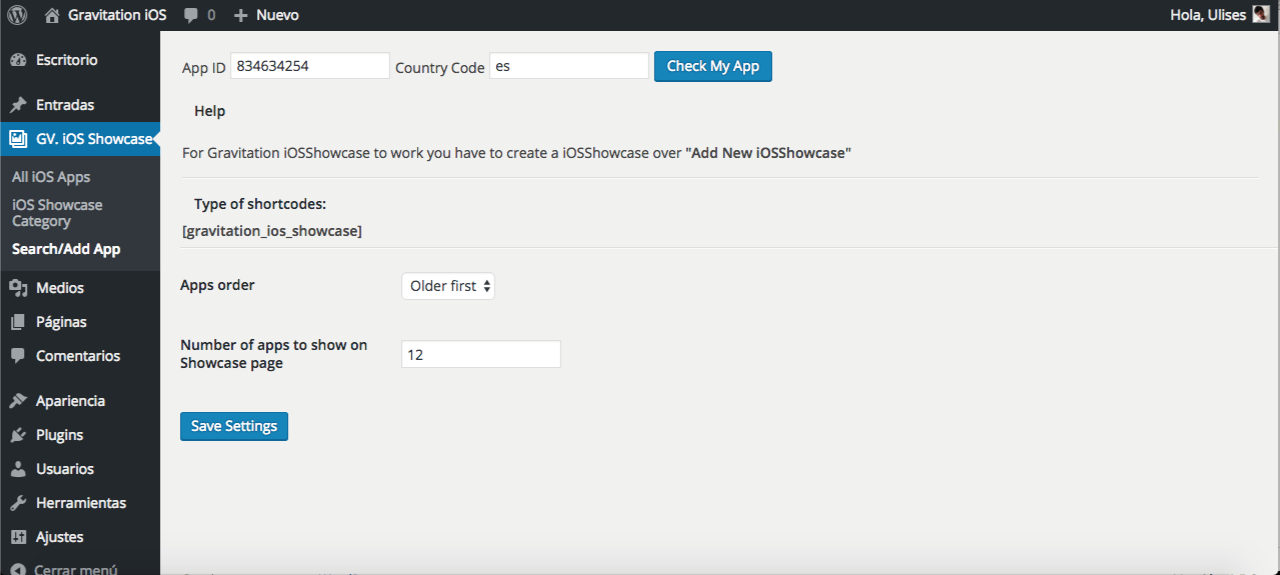 Gravitation iOS 0 Nuevo Hola, Ulises
Escritorio
Entradas
GV. iOS Showcase
All iOS Apps
iOS Showcase
Category
Search/Add App
Medios
Páginas
Comentarios
Apariencia
Plugins
Usuarios
Herramientas
Ajustes
Cerrar menú
App ID 834634254 Country Code es Check My App
Help
For Gravitation iOSShowcase to work you have to create a iOSShowcase over "Add New iOSShowcase"
Type of shortcodes:
[gravitation_ios_showcase]
Apps order Older first
Number of apps to show on
Showcase page
12
Save Settings